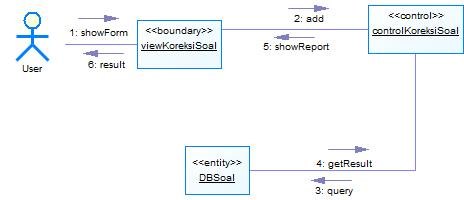 1: showForm
6: result
User
<<boundary>>
viewKoreksiSoal
2: add
5: showReport
<<control>>
controlKoreksiSoal
<<entity>>
DBSoal
4: getResult
3: query